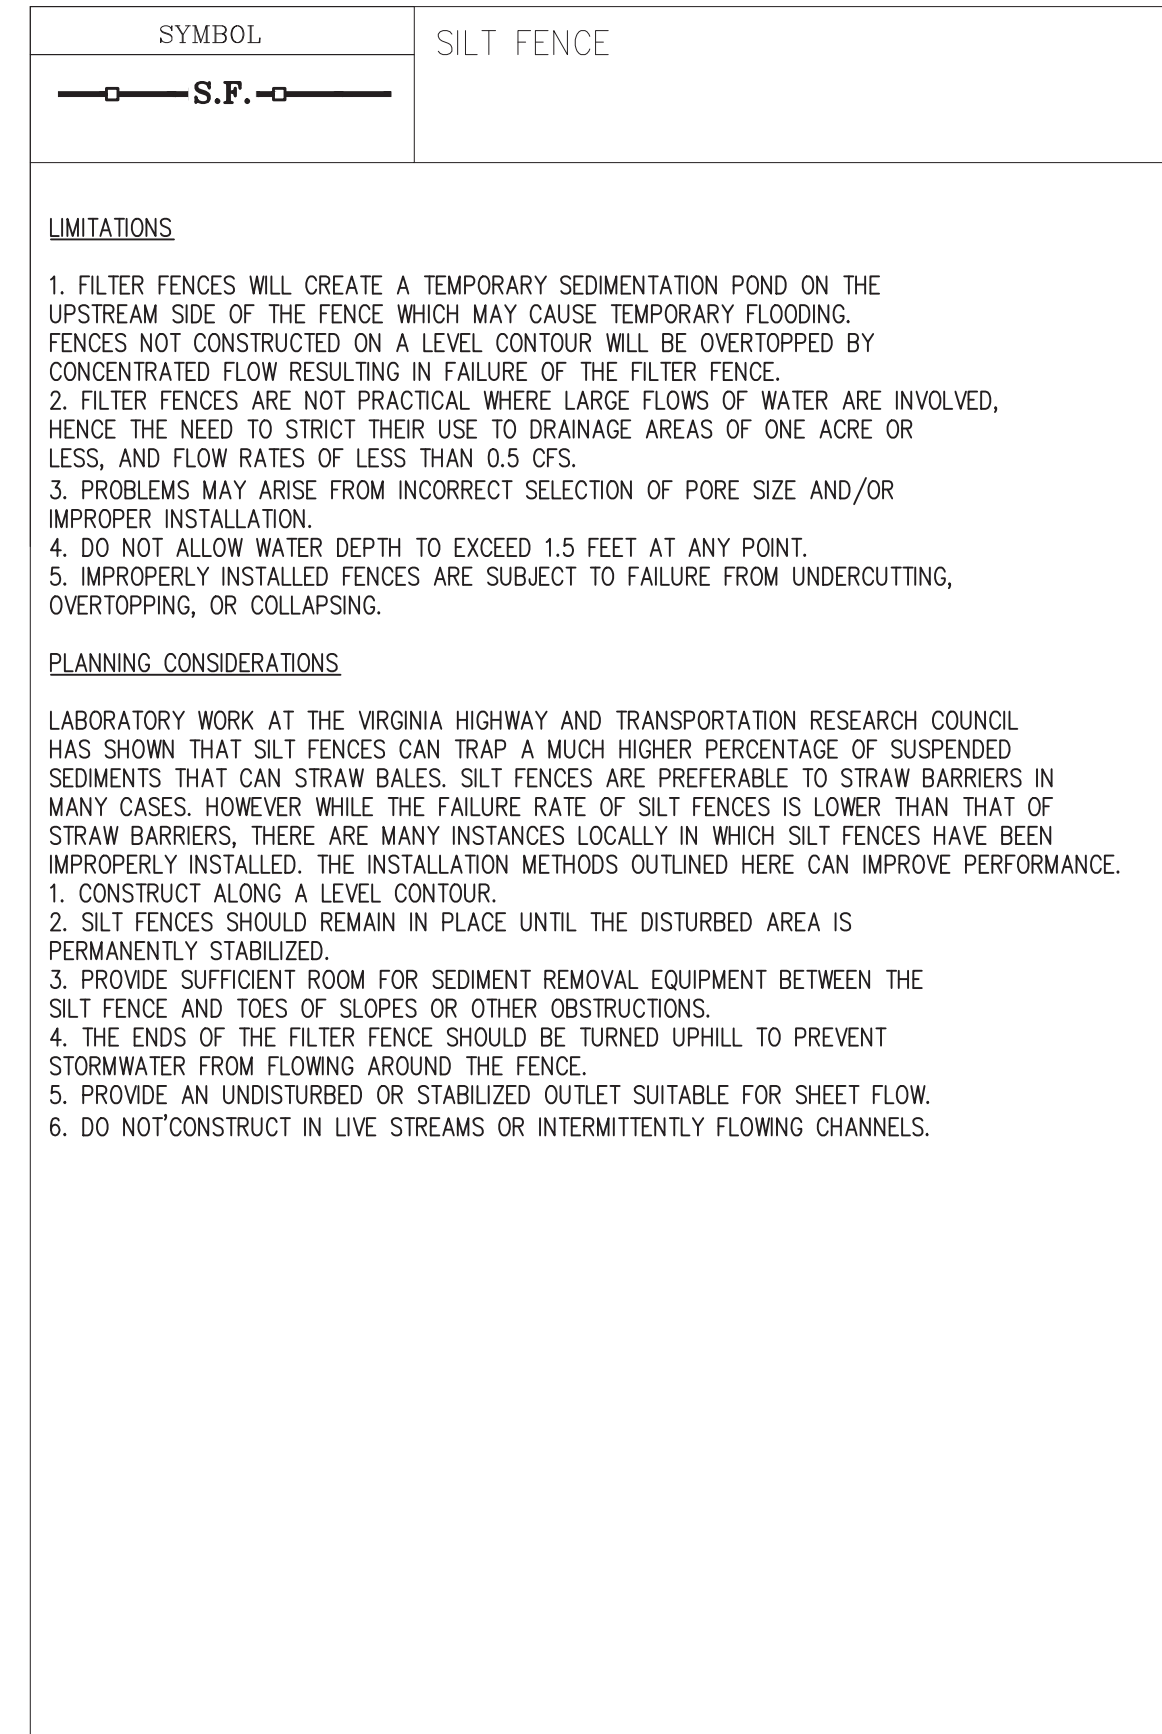 SYMBOL
SILT FENCE
S.F.
LIMITATIONS
1. FILTER FENCES WILL CREATE A TEMPORARY SEDIMENTATION POND ON THE
UPSTREAM SIDE OF THE FENCE WHICH MAY CAUSE TEMPORARY FLOODING.
FENCES NOT CONSTRUCTED ON A LEVEL CONTOUR WILL BE OVERTOPPED BY
CONCENTRATED FLOW RESULTING IN FAILURE OF THE FILTER FENCE.
2. FILTER FENCES ARE NOT PRACTICAL WHERE LARGE FLOWS OF WATER ARE INVOLVED,
HENCE THE NEED TO STRICT THEIR USE TO DRAINAGE AREAS OF ONE ACRE OR
LESS, AND FLOW RATES OF LESS THAN 0.5 CFS.
3. PROBLEMS MAY ARISE FROM INCORRECT SELECTION OF PORE SIZE AND/OR
IMPROPER INSTALLATION.
4. DO NOT ALLOW WATER DEPTH TO EXCEED 1.5 FEET AT ANY POINT.
5. IMPROPERLY INSTALLED FENCES ARE SUBJECT TO FAILURE FROM UNDERCUTTING,
OVERTOPPING, OR COLLAPSING.
PLANNING CONSIDERATIONS
LABORATORY WORK AT THE VIRGINIA HIGHWAY AND TRANSPORTATION RESEARCH COUNCIL
HAS SHOWN THAT SILT FENCES CAN TRAP A MUCH HIGHER PERCENTAGE OF SUSPENDED
SEDIMENTS THAT CAN STRAW BALES. SILT FENCES ARE PREFERABLE TO STRAW BARRIERS IN
MANY CASES. HOWEVER WHILE THE FAILURE RATE OF SILT FENCES IS LOWER THAN THAT OF
STRAW BARRIERS, THERE ARE MANY INSTANCES LOCALLY IN WHICH SILT FENCES HAVE BEEN
IMPROPERLY INSTALLED. THE INSTALLATION METHODS OUTLINED HERE CAN IMPROVE PERFORMANCE.
1. CONSTRUCT ALONG A LEVEL CONTOUR.
2. SILT FENCES SHOULD REMAIN IN PLACE UNTIL THE DISTURBED AREA IS
PERMANENTLY STABILIZED.
3. PROVIDE SUFFICIENT ROOM FOR SEDIMENT REMOVAL EQUIPMENT BETWEEN THE
SILT FENCE AND TOES OF SLOPES OR OTHER OBSTRUCTIONS.
4. THE ENDS OF THE FILTER FENCE SHOULD BE TURNED UPHILL TO PREVENT
STORMWATER FROM FLOWING AROUND THE FENCE.
5. PROVIDE AN UNDISTURBED OR STABILIZED OUTLET SUITABLE FOR SHEET FLOW.
6. DO NOT'CONSTRUCT IN LIVE STREAMS OR INTERMITTENTLY FLOWING CHANNELS.